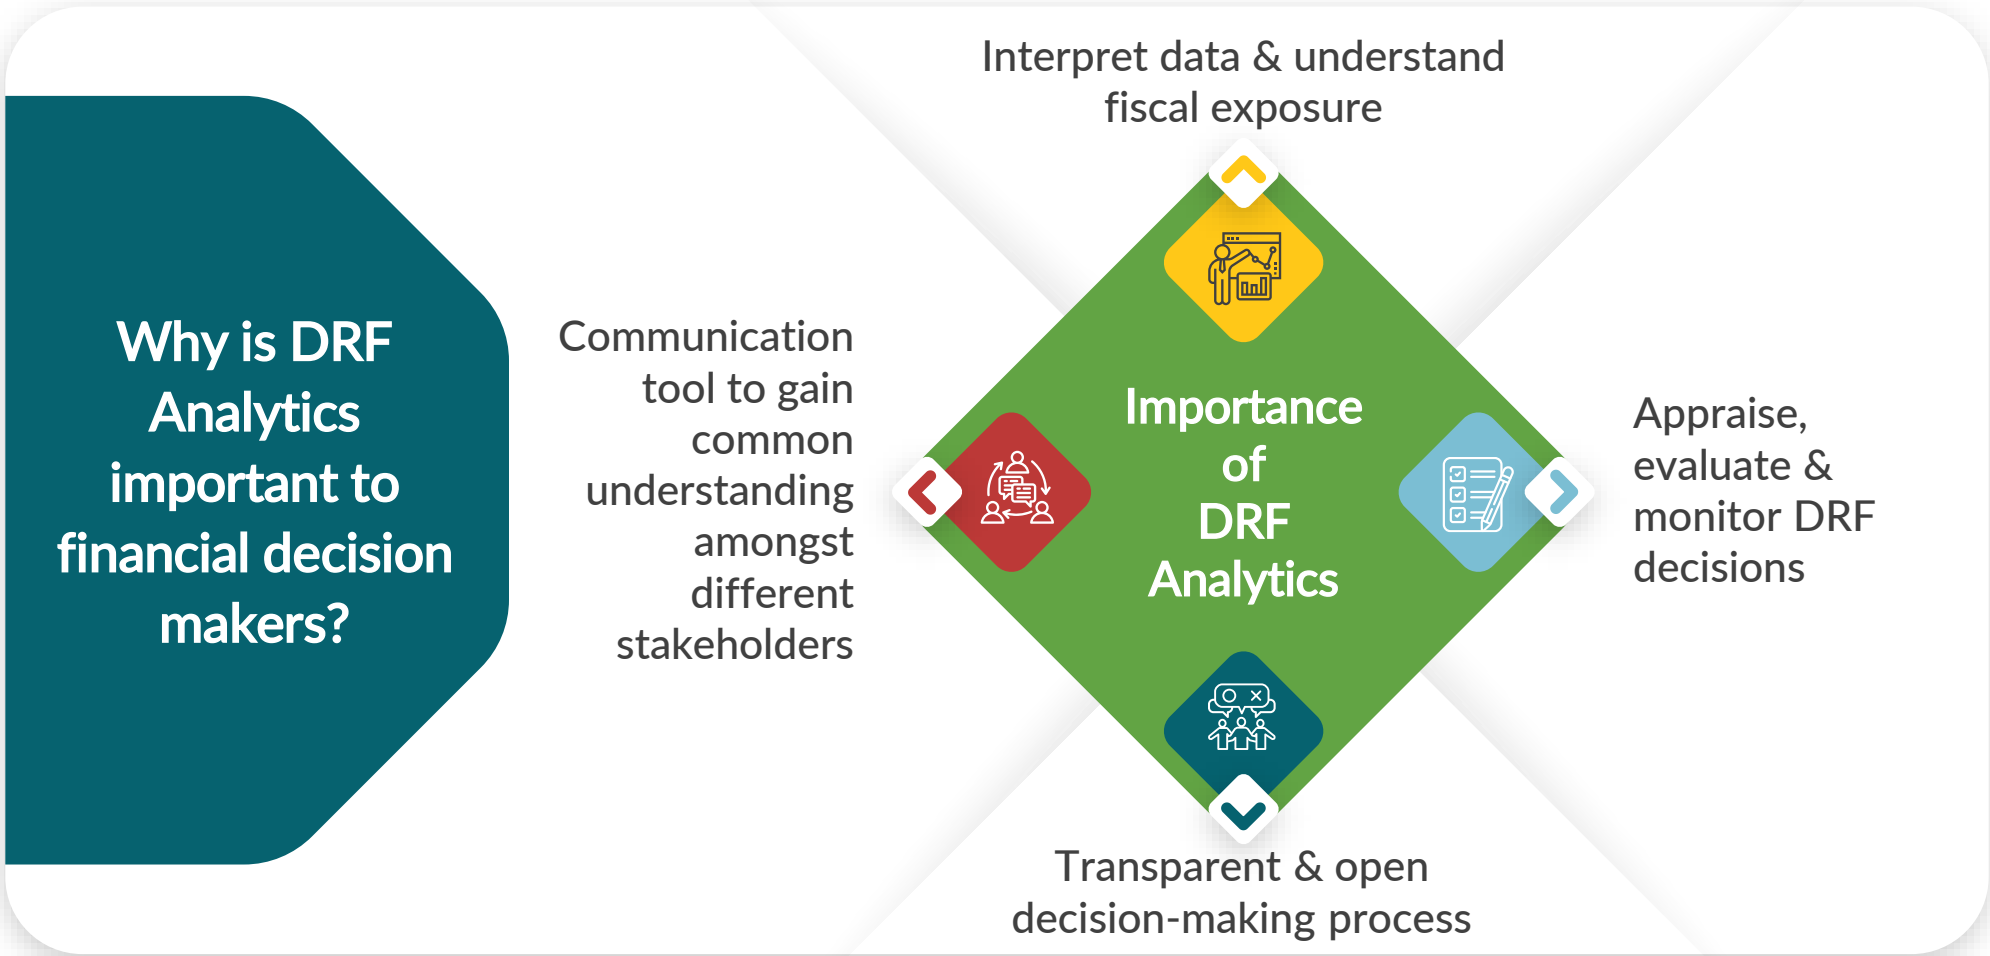 Why is DRF
Analytics
important to
financial decision
makers?
Interpret data & understand
fiscal exposure
Communication
tool to gain
common
understanding
amongst
different
stakeholders
Importance
of
DRF
Analytics
Appraise,
evaluate &
monitor DRF
decisions
Transparent & open
decision-making process